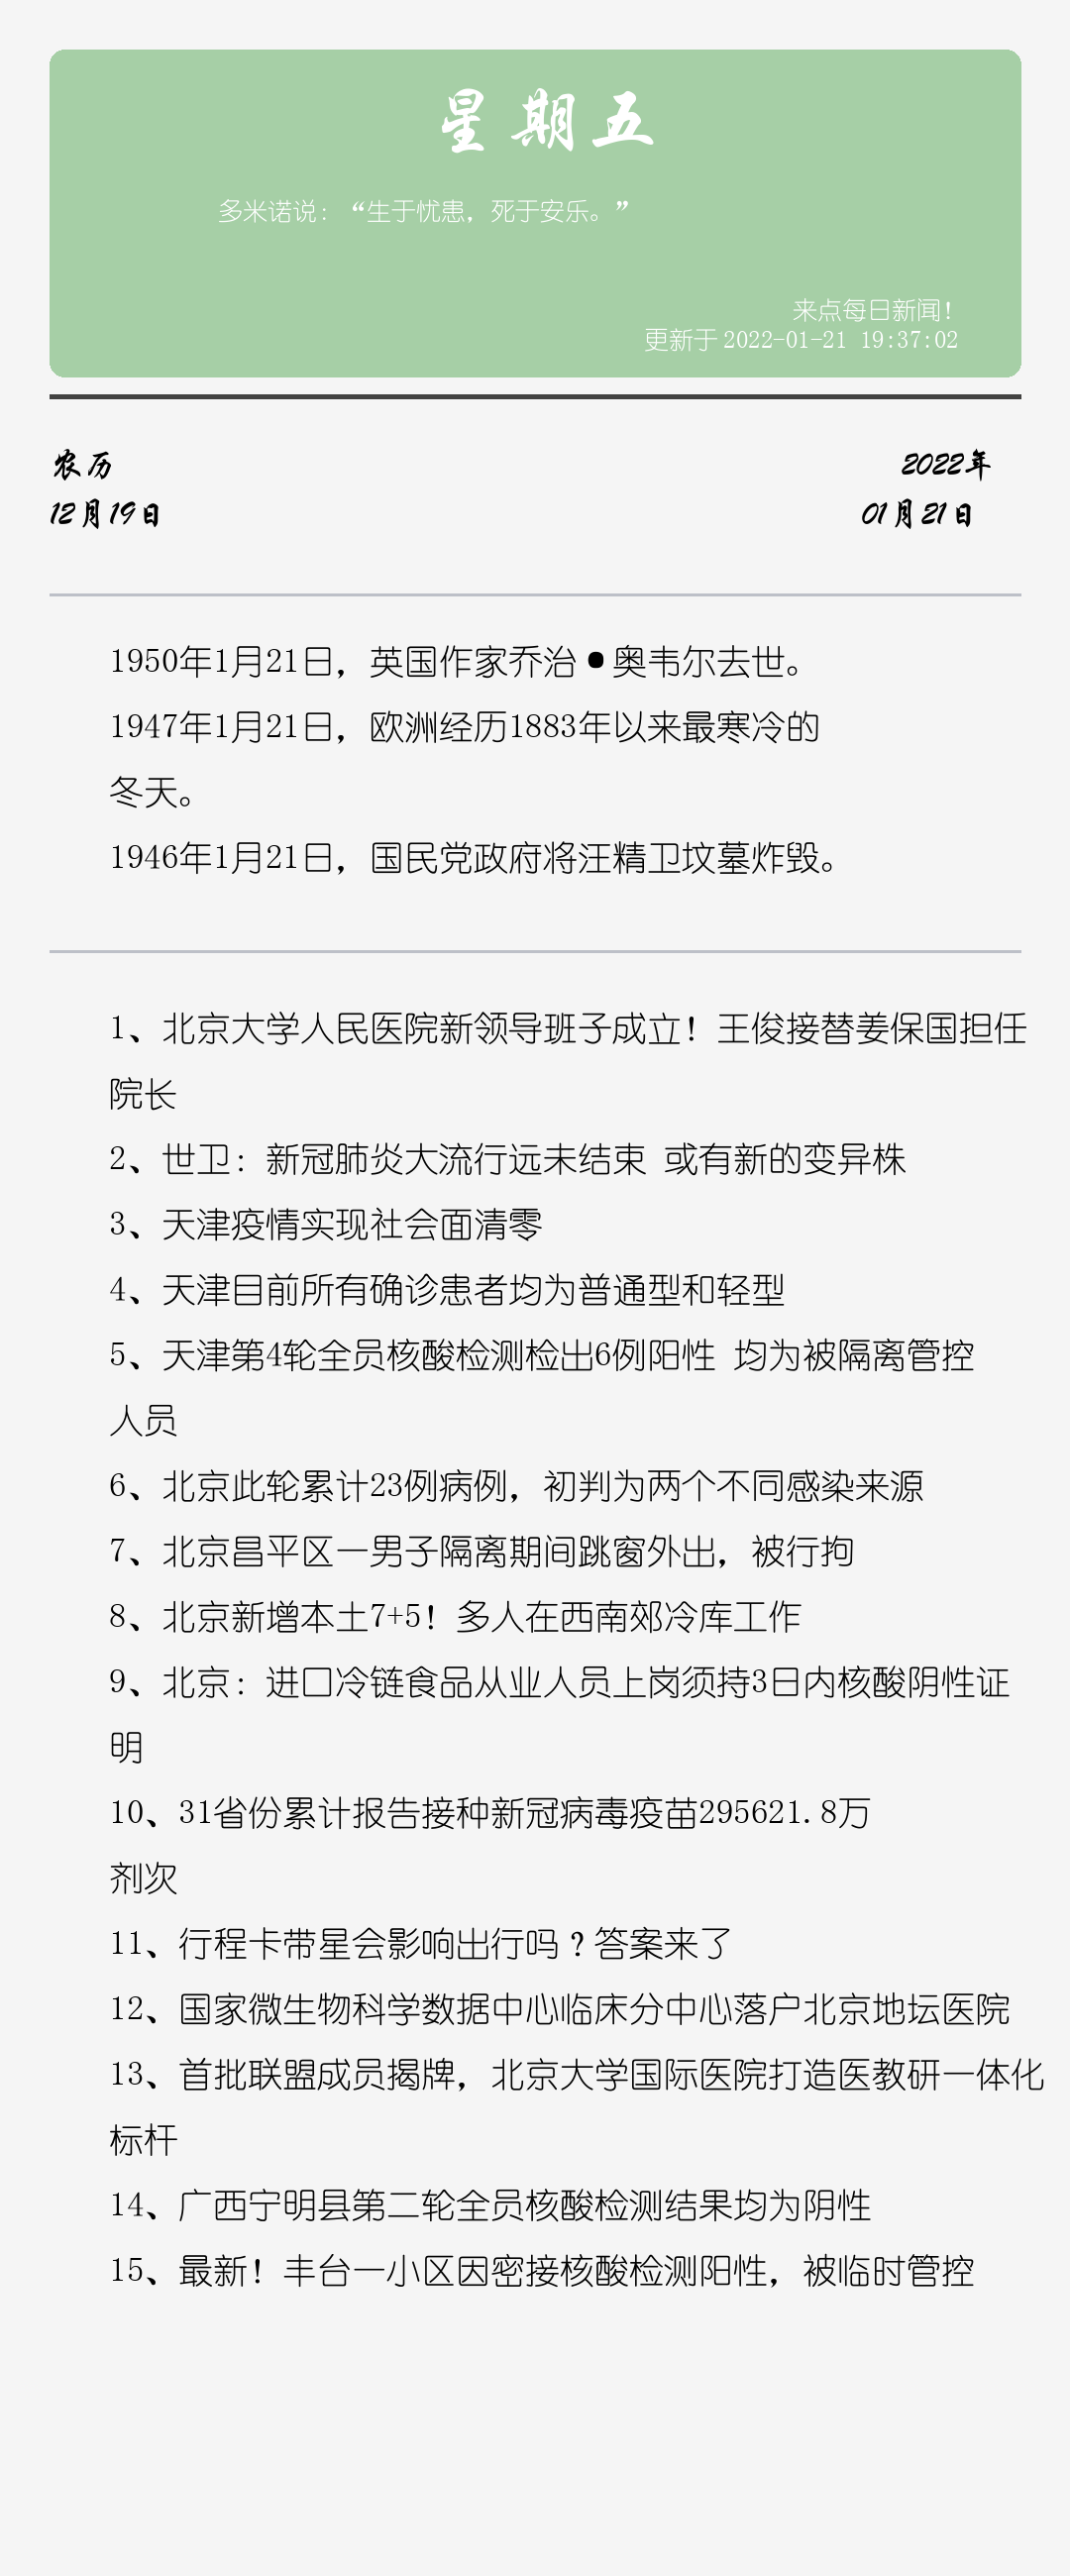 星期五
多米诺说：“生于忧患，死于安乐。”
来点每日新闻！
更新于 2022-01-21 19:37:02
农历
12月19日
2022年
01月21日
1950年1月21日，英国作家乔治•奥韦尔去世。
1947年1月21日，欧洲经历1883年以来最寒冷的
冬天。
1946年1月21日，国民党政府将汪精卫坟墓炸毁。
1、北京大学人民医院新领导班子成立！王俊接替姜保国担任
院长
2、世卫：新冠肺炎大流行远未结束 或有新的变异株
3、天津疫情实现社会面清零
4、天津目前所有确诊患者均为普通型和轻型
5、天津第4轮全员核酸检测检出6例阳性 均为被隔离管控
人员
6、北京此轮累计23例病例，初判为两个不同感染来源
7、北京昌平区一男子隔离期间跳窗外出，被行拘
8、北京新增本土7+5！多人在西南郊冷库工作
9、北京：进口冷链食品从业人员上岗须持3日内核酸阴性证
明
10、31省份累计报告接种新冠病毒疫苗295621.8万
剂次
11、行程卡带星会影响出行吗？答案来了
12、国家微生物科学数据中心临床分中心落户北京地坛医院
13、首批联盟成员揭牌，北京大学国际医院打造医教研一体化
标杆
14、广西宁明县第二轮全员核酸检测结果均为阴性
15、最新！丰台一小区因密接核酸检测阳性，被临时管控